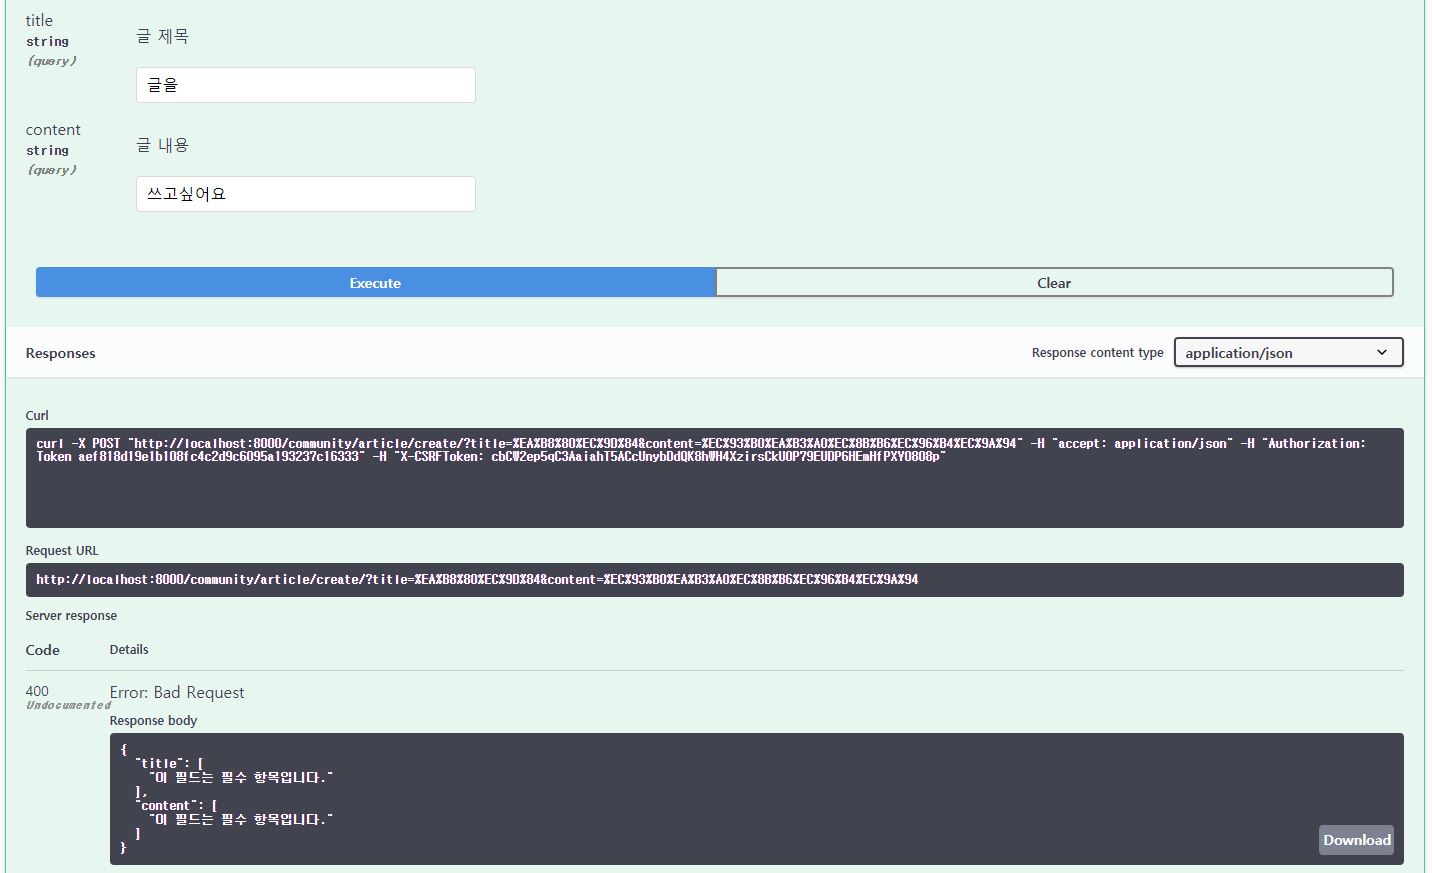 title
string
(query)
글 제목
글을
content
string
(query)
글 내용
쓰고싶어요
Execute
Clear
Responses
Response content type
application/json
Curl
curl -X POST "http://localhost:8000/community/article/create/?title=%EA%B8%80%EC%9D%84&content=%EC%93%B0%EA%B3%A0%EC%8B%B6%EC%96%B4%EC%9A%94" -H "accept: application/json" -H "Authorization:
Token aef818d19e1b108fc4c2d9c6095a193237c16333" -H "X-CSRFToken: cbCW2ep5qC3AaiahT5ACcUnybDdQK8hWH4XzirsCkUOP79EUDP6HEmHfPXYO808p"
Request URL
http://localhost:8000/community/article/create/?title=%EA%B8%80%EC%9D%84&content=%EC%93%B0%EA%B3%A0%EC%8B%B6%EC%96%B4%EC%9A%94
Server response
Code
Details
400
Undocumented
Error: Bad Request
Response body
{
"title": [
"이 필드는 필수 항목입니다."
],
"content": [
"이 필드는 필수 항목입니다."
]
}
Download